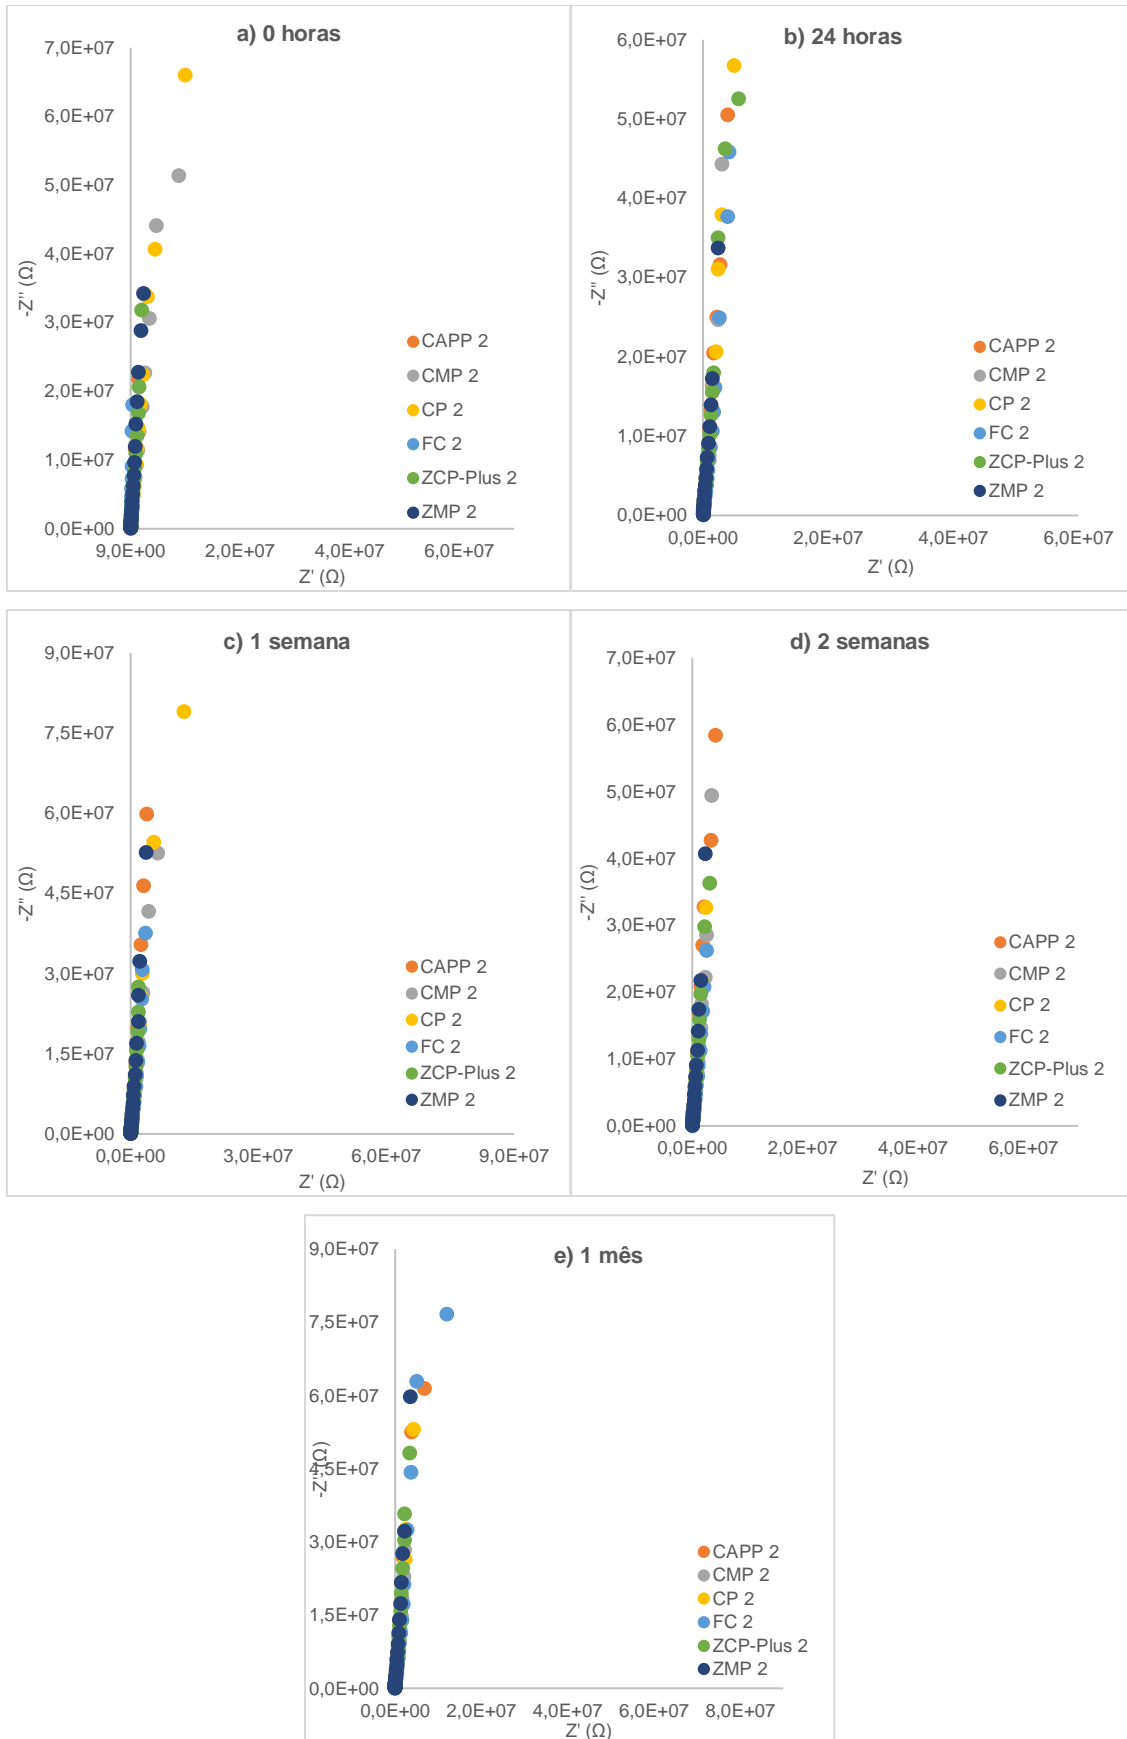 a) 0 horas
7,0E+07
6,0E+07
5,0E+07
4,0E+07
3,0E+07
2,0E+07
1,0E+07
0,0E+00
-Z'' (Ω)
9,0E+00
2,0E+07
4,0E+07
6,0E+07
Z' (Ω)
CAPP 2
CMP 2
CP 2
FC 2
ZCP-Plus 2
ZMP 2
b) 24 horas
6,0E+07
5,0E+07
4,0E+07
3,0E+07
2,0E+07
1,0E+07
0,0E+00
-Z'' (Ω)
0,0E+00
2,0E+07
4,0E+07
6,0E+07
Z' (Ω)
CAPP 2
CMP 2
CP 2
FC 2
ZCP-Plus 2
ZMP 2
c) 1 semana
9,0E+07
7,5E+07
6,0E+07
4,5E+07
3,0E+07
1,5E+07
0,0E+00
-Z'' (Ω)
0,0E+00
3,0E+07
6,0E+07
9,0E+07
Z' (Ω)
CAPP 2
CMP 2
CP 2
FC 2
ZCP-Plus 2
ZMP 2
d) 2 semanas
7,0E+07
6,0E+07
5,0E+07
4,0E+07
3,0E+07
2,0E+07
1,0E+07
0,0E+00
-Z'' (Ω)
0,0E+00
2,0E+07
4,0E+07
6,0E+07
Z' (Ω)
CAPP 2
CMP 2
CP 2
FC 2
ZCP-Plus 2
ZMP 2
e) 1 mês
9,0E+07
7,5E+07
6,0E+07
4,5E+07
3,0E+07
1,5E+07
0,0E+00
-Z'' (Ω)
0,0E+00
2,0E+07
4,0E+07
6,0E+07
8,0E+07
Z' (Ω)
CAPP 2
CMP 2
CP 2
FC 2
ZCP-Plus 2
ZMP 2